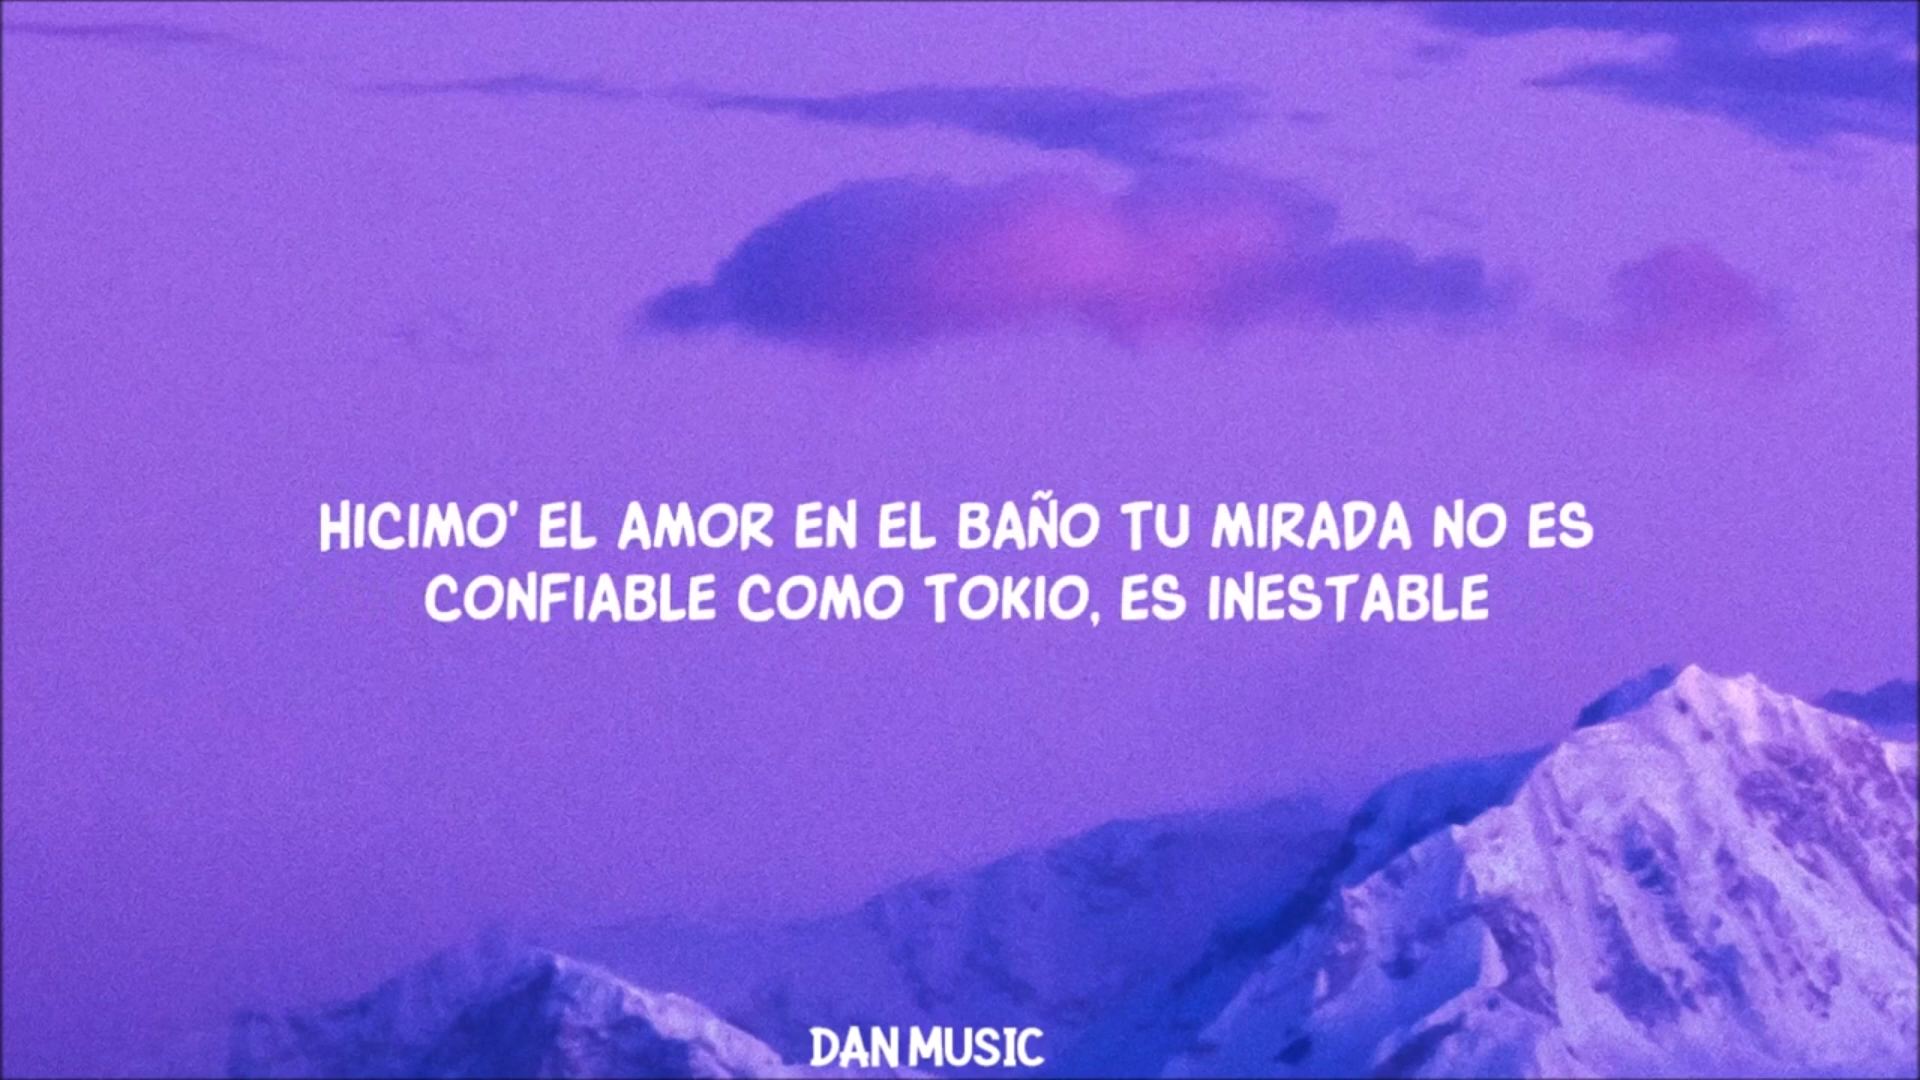 HICIMO' EL AMOR EN EL BAÑO TU MIRADA NO ES
CONFIABLE COMO TOKIO, ES INESTABLE
DAN MUSIC